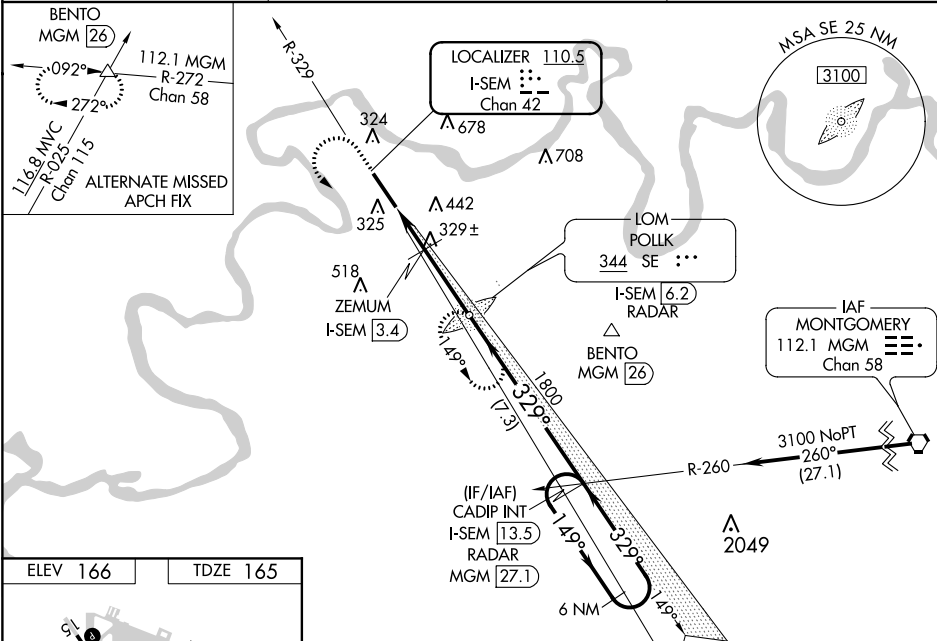 BENTO
MGM 26
092°
272°
112.1 MGM
R-272
Chan 58
116.8 MVC
R-025
Chan 115
ALTERNATE MISSED
APCH FIX
R-329
LOCALIZER 110.5
I-SEM
Chan 42
MSA SE 25 NM
3100
324
678
708
325
442
329±
518
ZEMUM
I-SEM 3.4
LOM
POLLK
344 SE
I-SEM 6.2
RADAR
BENTO
MGM 26
IAF
MONTGOMERY
112.1 MGM
Chan 58
149°
(7.3)
1800
329°
3100 NoPT
260°
(27.1)
R-260
(IF/IAF)
CADIP INT
I-SEM 13.5
RADAR
MGM 27.1
149°
329°
2049
6 NM
149°
ELEV 166
TDZE 165
15
P